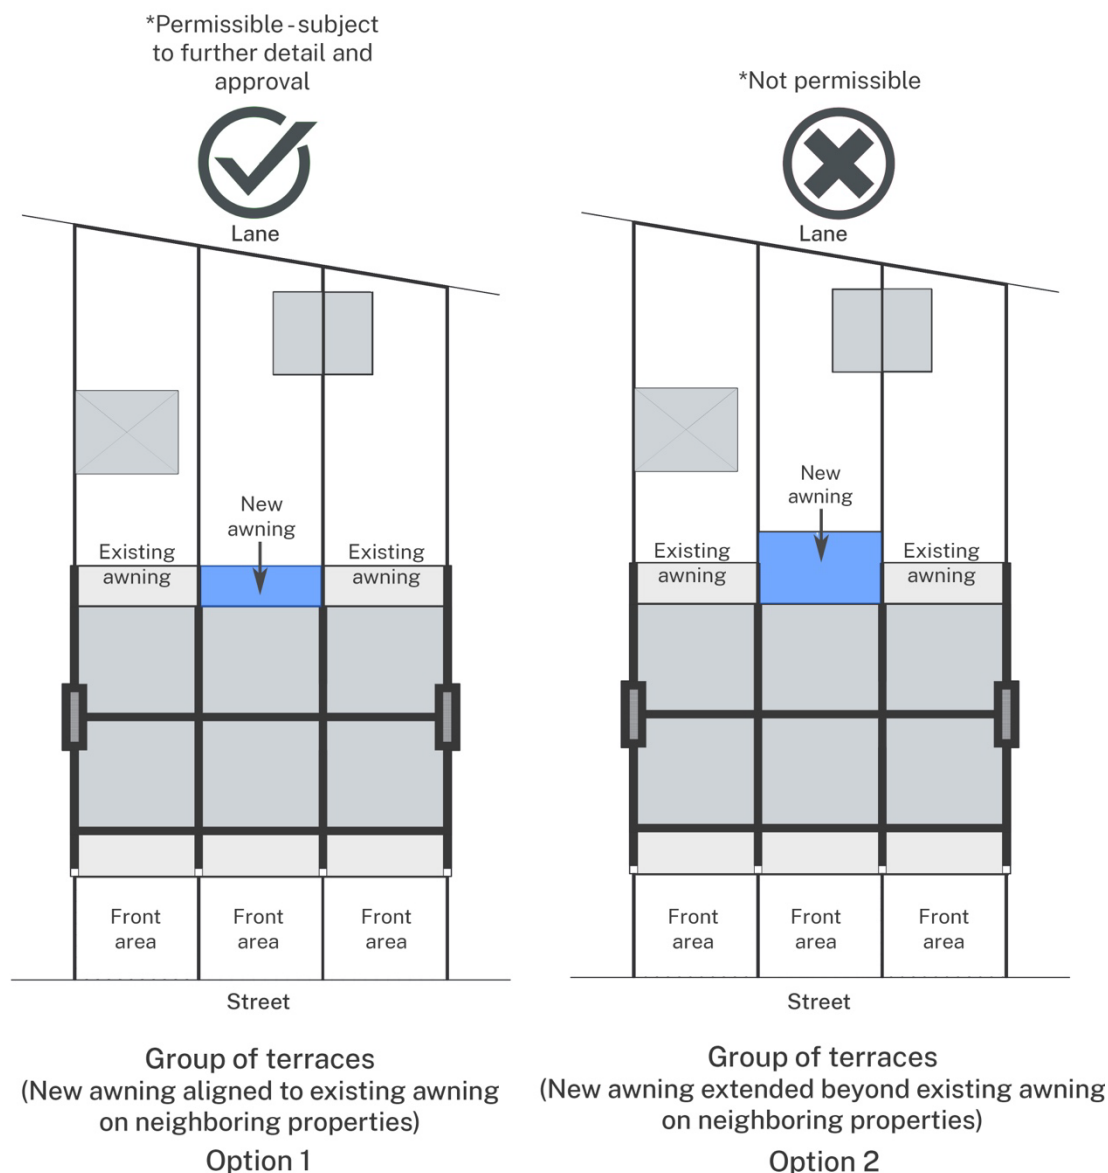 *Permissible - subject
to further detail and
approval
Lane
New
awning
Existing
awning
Existing
awning
Front
area
Front
area
Front
area
Street
Group of terraces
(New awning aligned to existing awning
on neighboring properties)
Option 1
*Not permissible
Lane
New
awning
Existing
awning
Existing
awning
Front
area
Front
area
Front
area
Street
Group of terraces
(New awning extended beyond existing awning
on neighboring properties)
Option 2